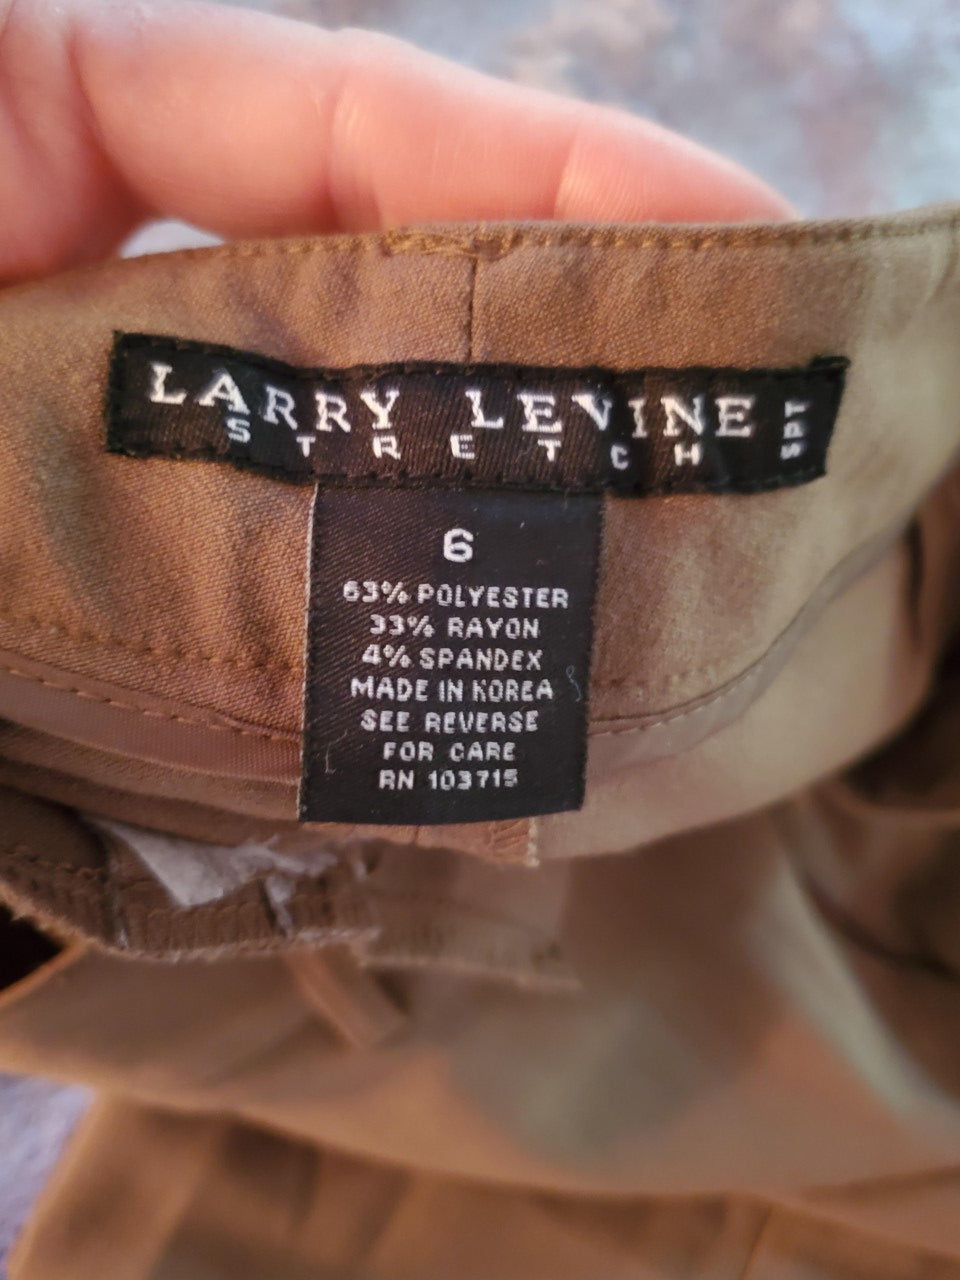 LARRY LEVINE
STRETCH
SPT
6
63% POLYESTER
33% RAYON
4% SPANDEX
MADE IN KOREA
SEE REVERSE
FOR CARE
RN 103715